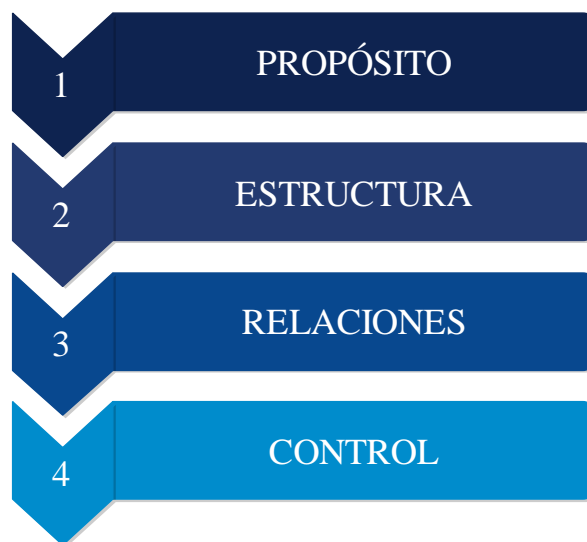 1
PROPÓSITO
2
ESTRUCTURA
3
RELACIONES
4
CONTROL